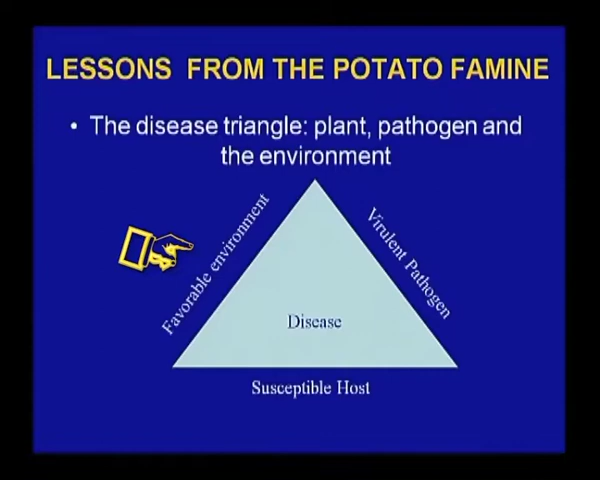 LESSONS FROM THE POTATO FAMINE
• The disease triangle: plant, pathogen and
the environment
Favorable environment
Virulent Pathogen
Disease
Susceptible Host